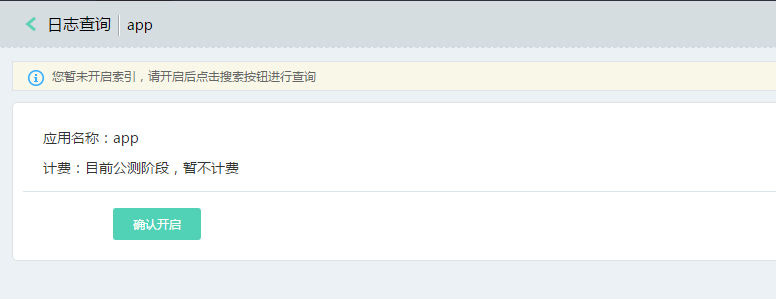 日志查询 app
您暂未开启索引，请开启后点击搜索按钮进行查询
应用名称：app
计费：目前公测阶段，暂不计费
确认开启